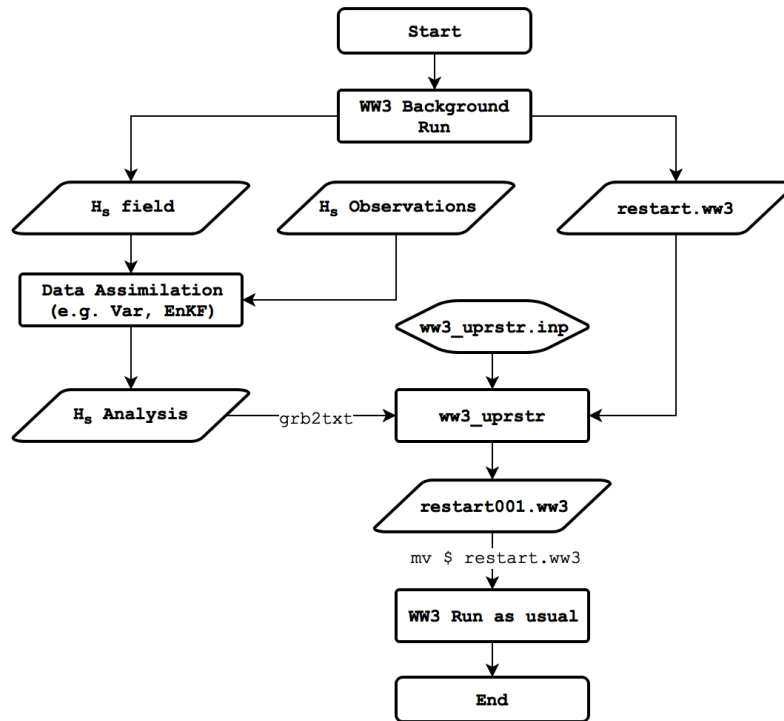 Start
WW3 Background
Run
Hs field
Hs Observations
restart.ww3
Data Assimilation
(e.g. Var, EnKF)
ww3_uprstr.inp
Hs Analysis
grb2txt
ww3_uprstr
restart001.ww3
mv $ restart.ww3
WW3 Run as usual
End